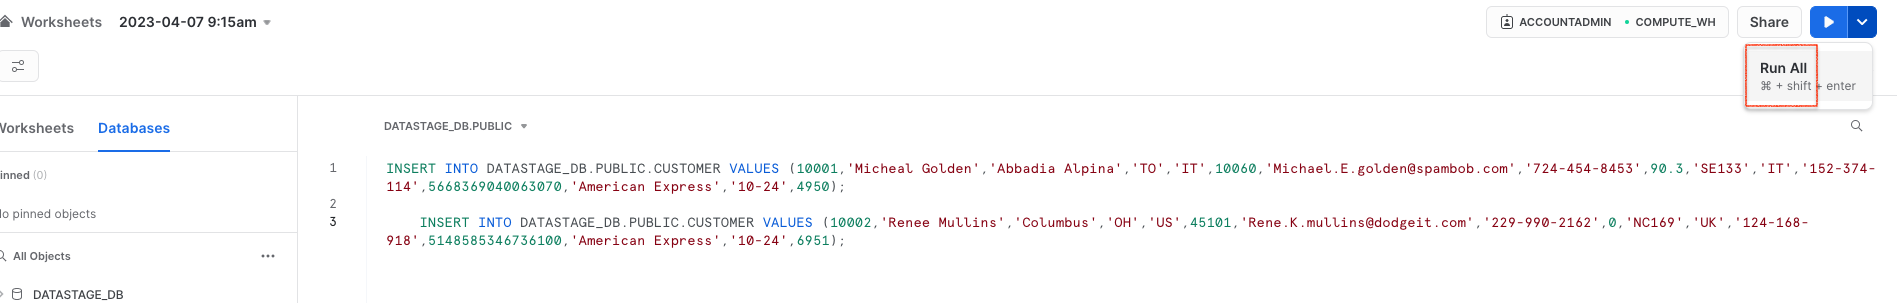 Worksheets 2023-04-07 9:15am
ACCOUNTADMIN • COMPUTE_WH Share
Run All
⌘ + shift + enter
Worksheets Databases
DATASTAGE_DB.PUBLIC
inned (0)
lo pinned objects
All Objects ...
DATASTAGE_DB
1 INSERT INTO DATASTAGE_DB.PUBLIC.CUSTOMER VALUES (10001,'Micheal Golden','Abbadia Alpina','TO','IT',10060,'Michael.E.golden@spambob.com','724-454-8453',90.3,'SE133','IT','152-374-
114',5668369040063070,'American Express','10-24',4950);
2
3 INSERT INTO DATASTAGE_DB.PUBLIC.CUSTOMER VALUES (10002,'Renee Mullins','Columbus','OH','US',45101,'Rene.K.mullins@dodgeit.com','229-990-2162',0,'NC169','UK','124-168-
918',5148585346736100,'American Express','10-24',6951);